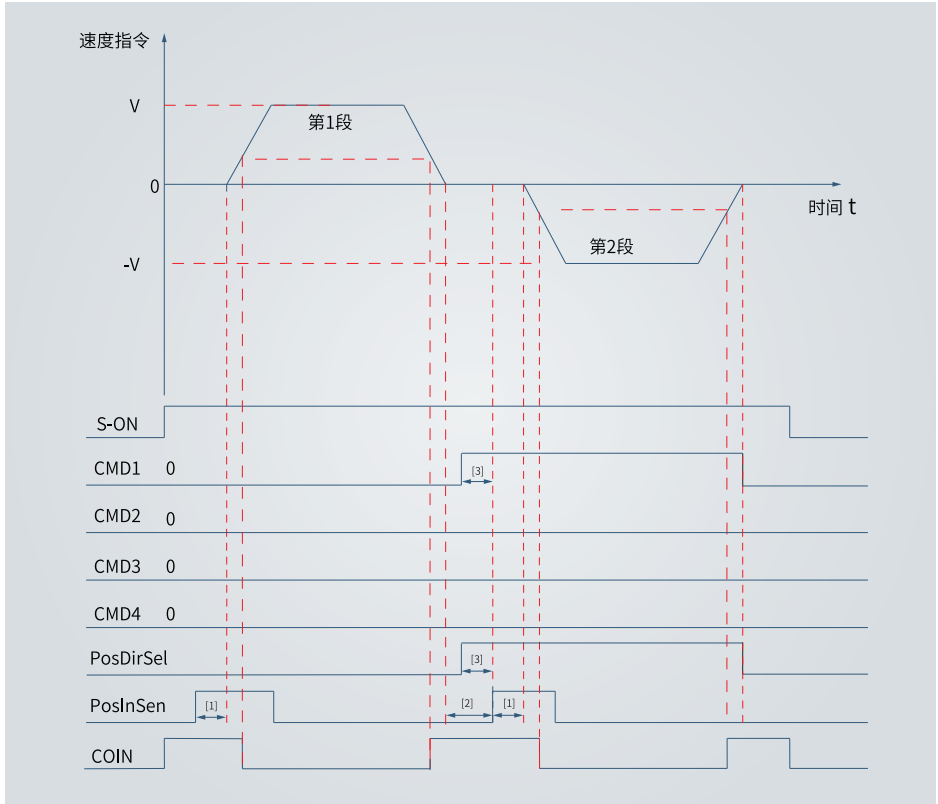 速度指令
V
第1段
0
时间 t
第2段
-V
S-ON
CMD1 0
[3]
CMD2 0
CMD3 0
CMD4 0
PosDirSel
[3]
PosInSen
[1]
[2]
[1]
COIN